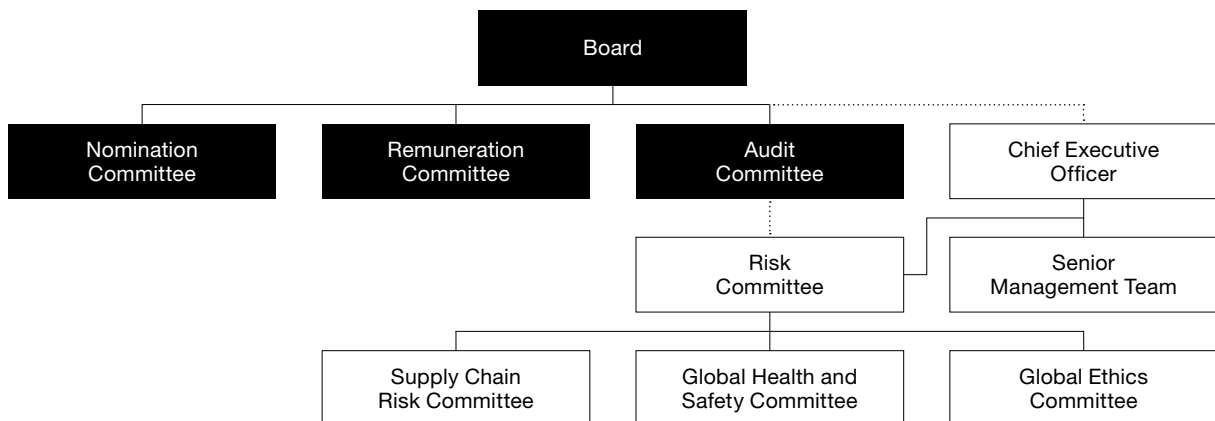 Board
Nomination
Committee
Remuneration
Committee
Audit
Committee
Chief Executive
Officer
Risk
Committee
Senior
Management Team
Supply Chain
Risk Committee
Global Health and
Safety Committee
Global Ethics
Committee